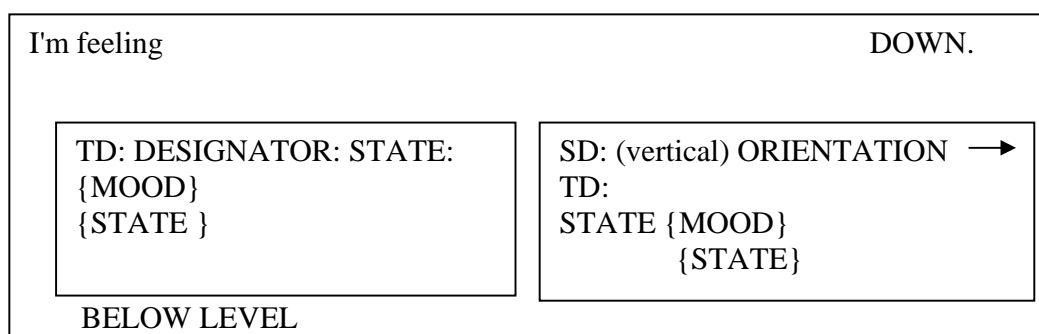 I'm feeling DOWN.
TD: DESIGNATOR: STATE:
{MOOD}
{STATE }
SD: (vertical) ORIENTATION →
TD:
STATE {MOOD}
{STATE}
BELOW LEVEL